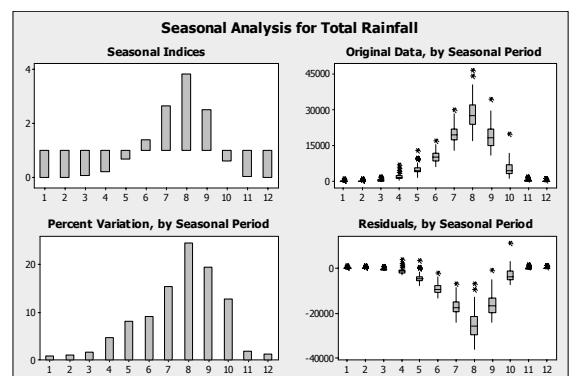 Seasonal Analysis for Total Rainfall
Seasonal Indices
4
2
0
1 2 3 4 5 6 7 8 9 10 11 12
Original Data, by Seasonal Period
45000
30000
15000
0
1 2 3 4 5 6 7 8 9 10 11 12
Percent Variation, by Seasonal Period
20
10
0
1 2 3 4 5 6 7 8 9 10 11 12
Residuals, by Seasonal Period
0
-20000
-40000
1 2 3 4 5 6 7 8 9 10 11 12